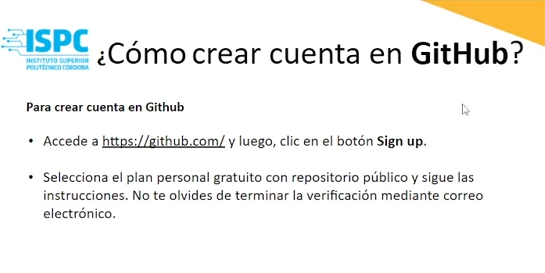 ISPC
INSTITUTO SUPERIOR
POLITÉCNICO CÓRDOBA
¿Cómo crear cuenta en GitHub?
Para crear cuenta en Github
• Accede a https://github.com/ y luego, clic en el botón Sign up.
• Selecciona el plan personal gratuito con repositorio público y sigue las
instrucciones. No te olvides de terminar la verificación mediante correo
electrónico.